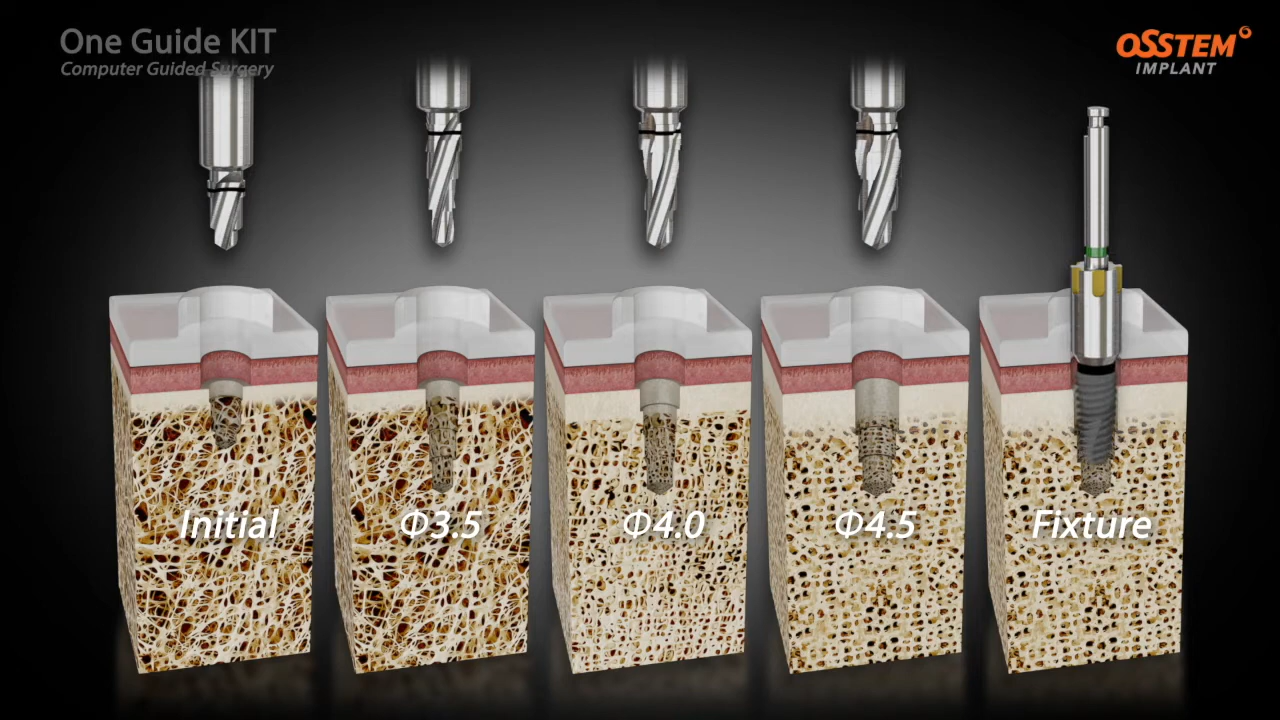 One Guide KIT
Computer Guided Surgery
OSSTEM
IMPLANT
Initial
Φ3.5
Φ4.0
Φ4.5
Fixture